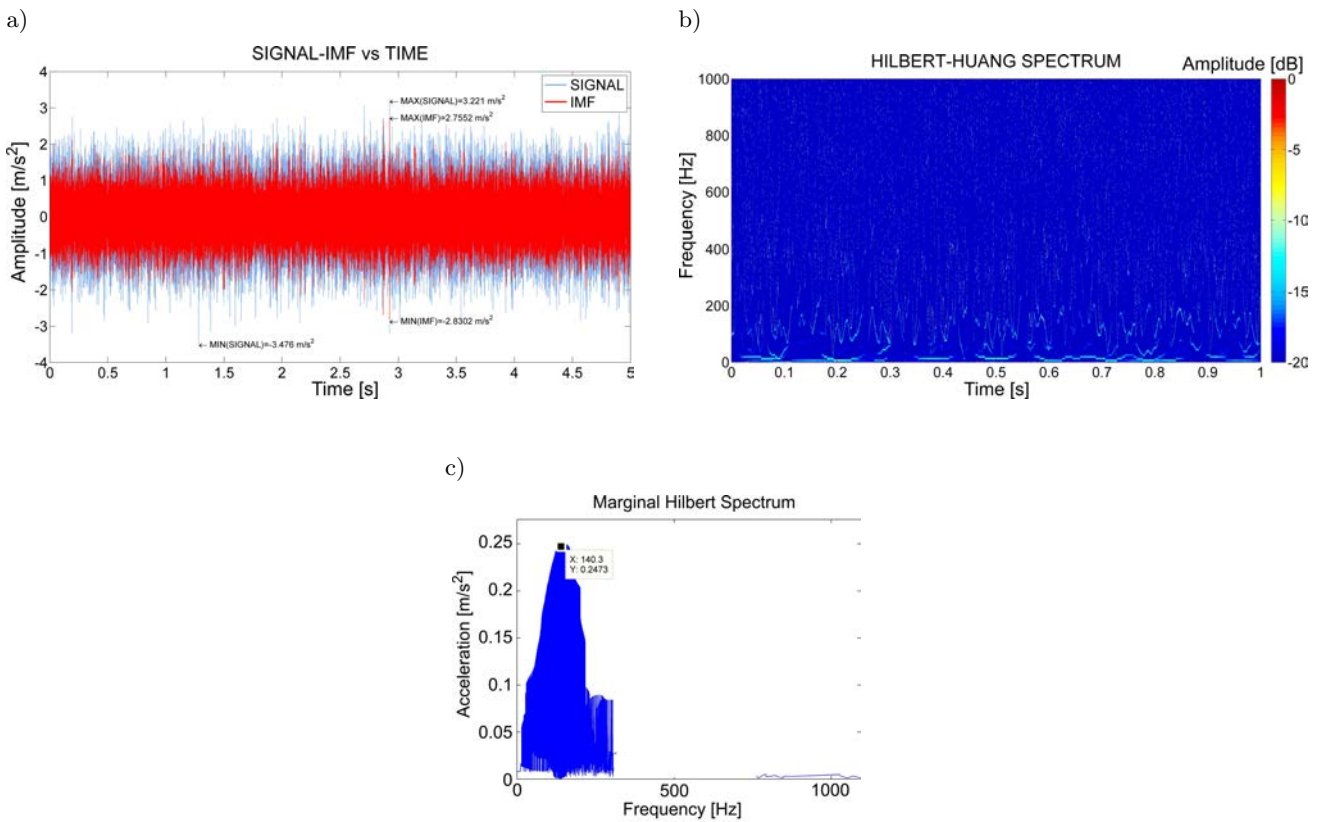 a)
SIGNAL-IMF vs TIME
4
3
2
1
0
-1
-2
-3
-4
Amplitude [m/s²]
SIGNAL
IMF
MAX(SIGNAL)=3.221 m/s²
MAX(IMF)=2.7552 m/s²
MIN(IMF)=-2.8302 m/s²
MIN(SIGNAL)=-3.476 m/s²
0 0.5 1 1.5 2 2.5 3 3.5 4 4.5 5
Time [s]
b)
HILBERT-HUANG SPECTRUM
Amplitude [dB]
1000
800
600
400
200
0
Frequency [Hz]
0 0.1 0.2 0.3 0.4 0.5 0.6 0.7 0.8 0.9 1
Time [s]
0
-5
-10
-15
-20
c)
Marginal Hilbert Spectrum
0.25
0.2
0.15
0.1
0.05
0
Acceleration [m/s²]
X: 140.3
Y: 0.2473
0 500 1000
Frequency [Hz]